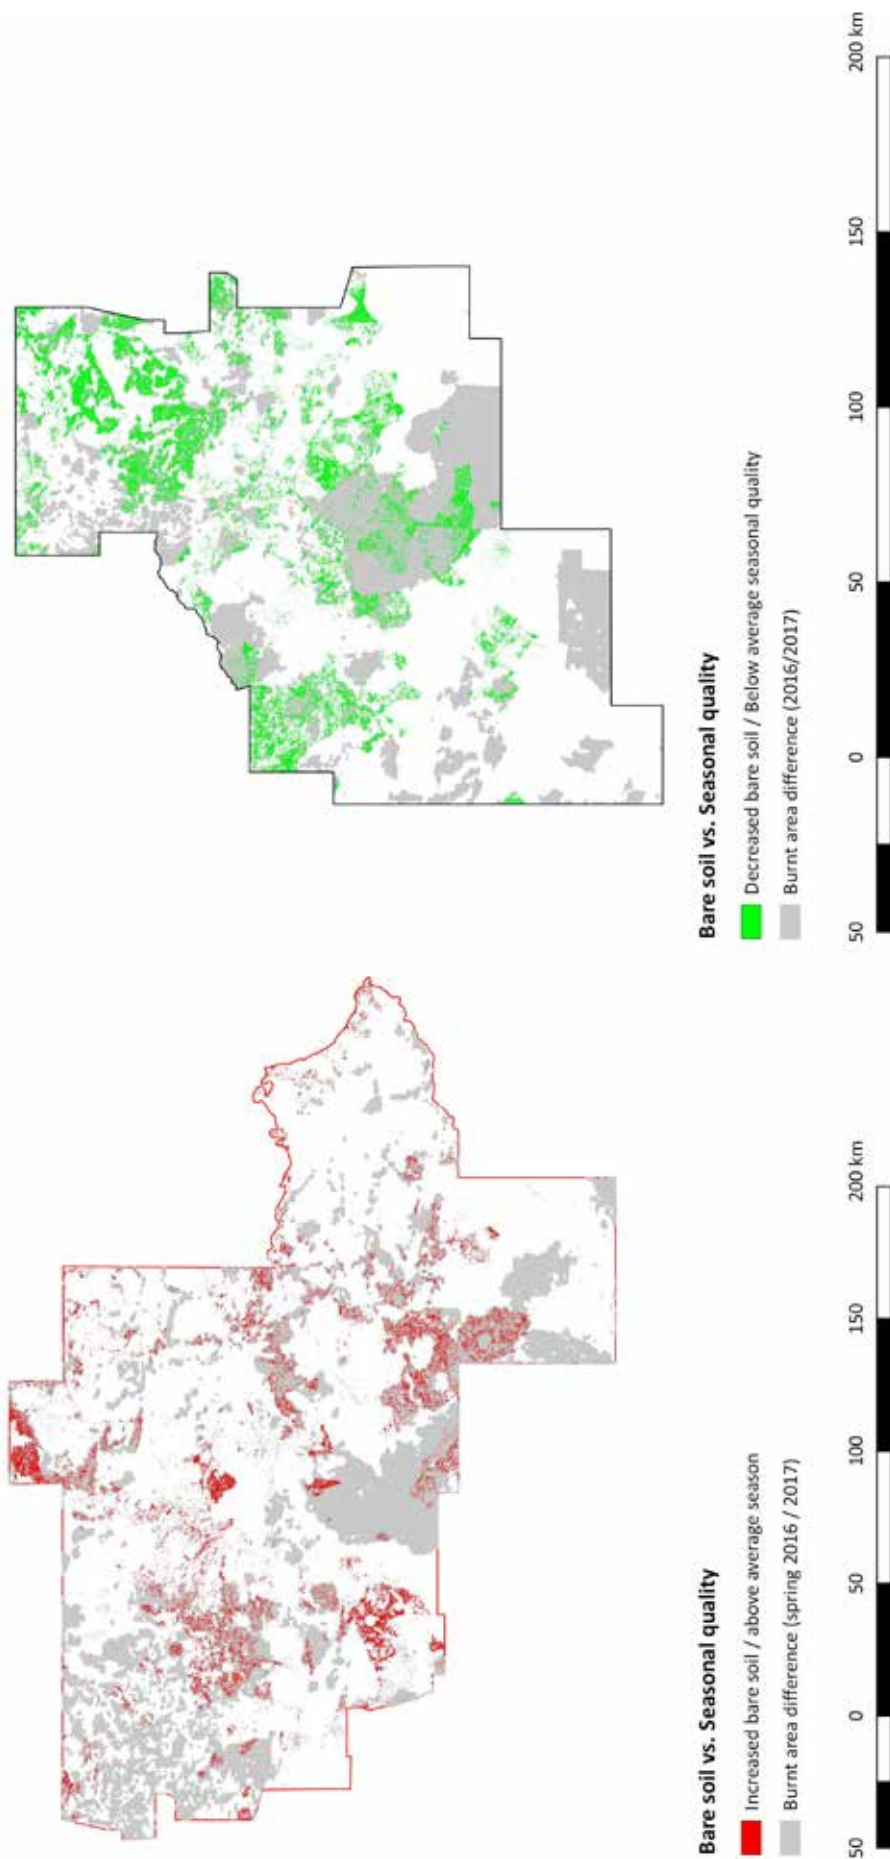 Bare soil vs. Seasonal quality
Increased bare soil / above average season
Burnt area difference (spring 2016 / 2017)
50 0 50 100 150 200 km
Bare soil vs. Seasonal quality
Decreased bare soil / Below average seasonal quality
Burnt area difference (2016/2017)
50 0 50 100 150 200 km